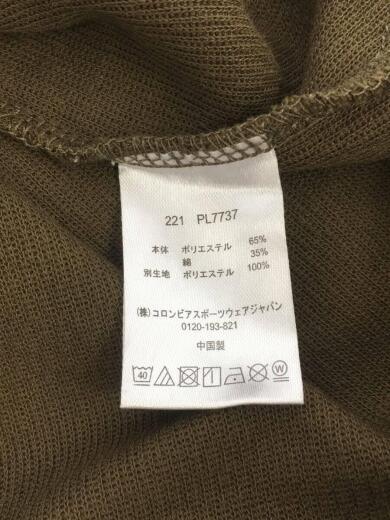 221 PL7737
本体 ポリエステル 65%
綿 35%
別生地 ポリエステル 100%
(株)コロンビアスポーツウェアジャパン
0120-193-821
中国製
40 W